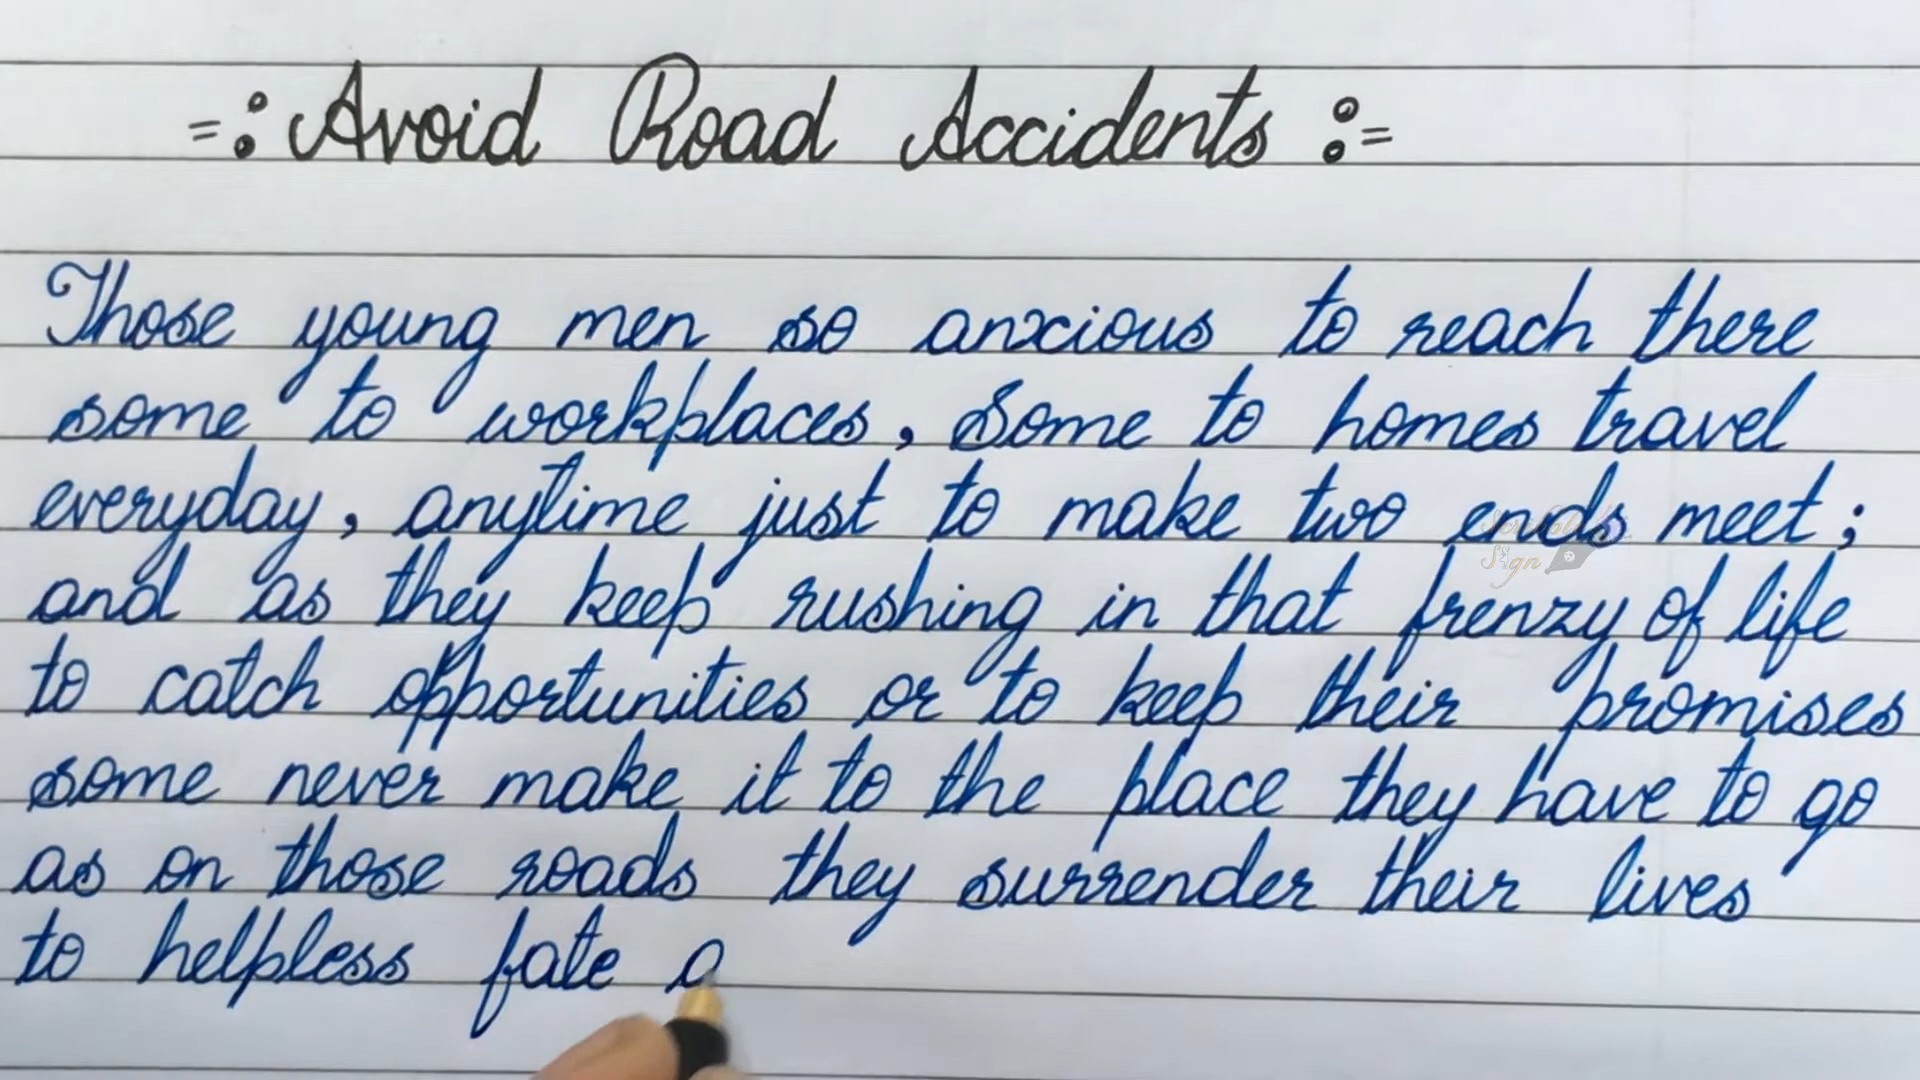 =: Avoid Road Accidents :=
Those young men so anxious to reach there
some to workplaces, Some to homes travel
everyday, anytime just to make two ends meet;
and as they keep rushing in that frenzy of life
to catch opportunities or to keep their promises
some never make it to the place they have to go
as on those roads they surrender their lives
to helpless fate